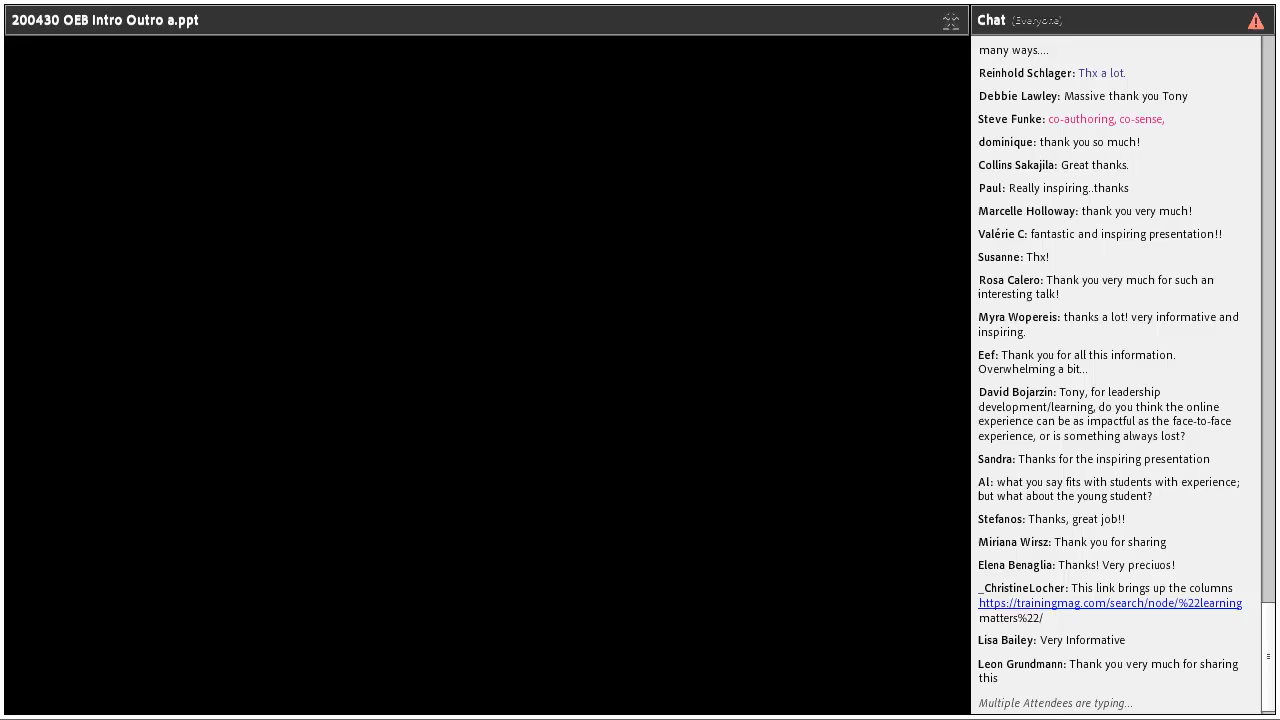 200430 OEB Intro Outro a.ppt
Chat (Everyone)
many ways....
Reinhold Schlager: Thx a lot.
Debbie Lawley: Massive thank you Tony
Steve Funke: co-authoring, co-sense,
dominique: thank you so much!
Collins Sakajila: Great thanks.
Paul: Really inspiring..thanks
Marcelle Holloway: thank you very much!
Valérie C: fantastic and inspiring presentation!!
Susanne: Thx!
Rosa Calero: Thank you very much for such an
interesting talk!
Myra Wopereis: thanks a lot! very informative and
inspiring.
Eef: Thank you for all this information.
Overwhelming a bit...
David Bojarzin: Tony, for leadership
development/learning, do you think the online
experience can be as impactful as the face-to-face
experience, or is something always lost?
Sandra: Thanks for the inspiring presentation
Al: what you say fits with students with experience;
but what about the young student?
Stefanos: Thanks, great job!!
Miriana Wirsz: Thank you for sharing
Elena Benaglia: Thanks! Very preciuos!
_ChristineLocher: This link brings up the columns
https://trainingmag.com/search/node/%22learning
matters%22/
Lisa Bailey: Very Informative
Leon Grundmann: Thank you very much for sharing
this
Multiple Attendees are typing...